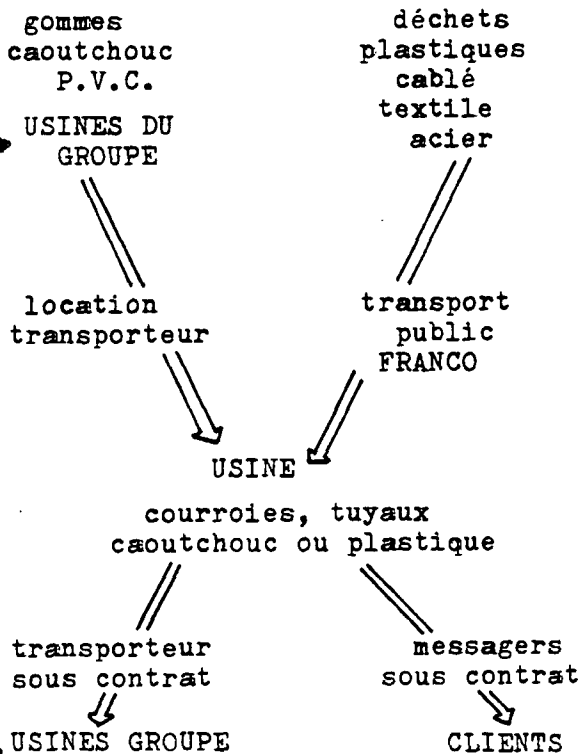 gommes
caoutchouc
P.V.C.
USINES DU
GROUPE
déchets
plastiques
cablé
textile
acier
location
transporteur
transport
public
FRANCO
USINE
courroies, tuyaux
caoutchouc ou plastique
transporteur
sous contrat
messagers
sous contrat
USINES GROUPE
CLIENTS